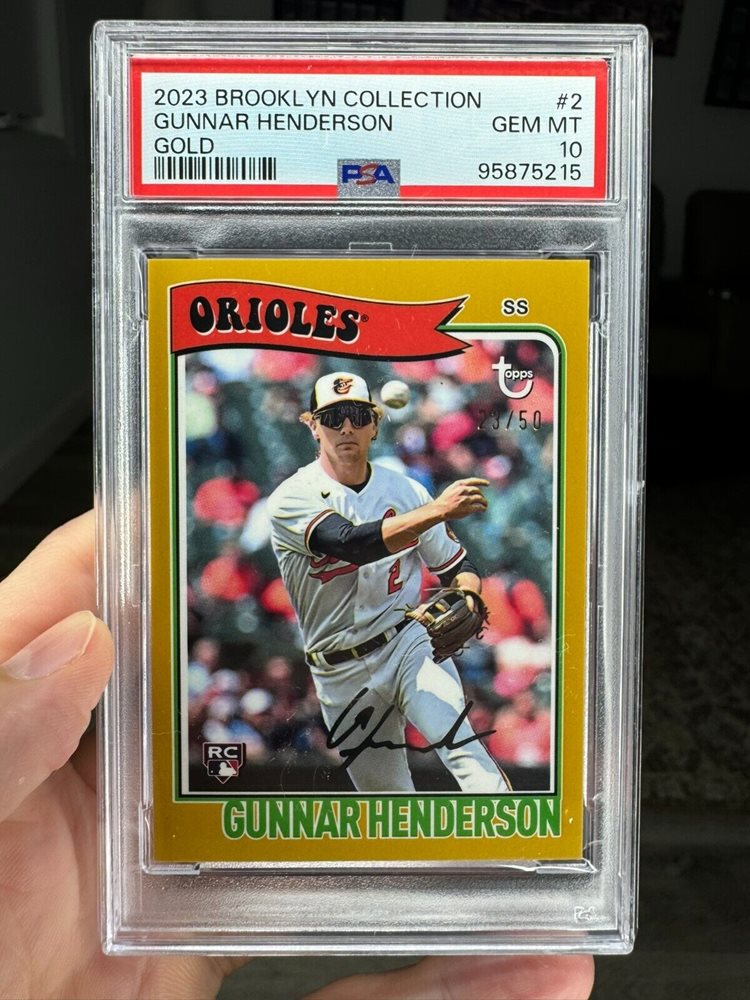 2023 BROOKLYN COLLECTION #2
GUNNAR HENDERSON GEM MT
GOLD 10
PSA 95875215
ORIOLES®
SS
topps
23/50
2
RC
GUNNAR HENDERSON